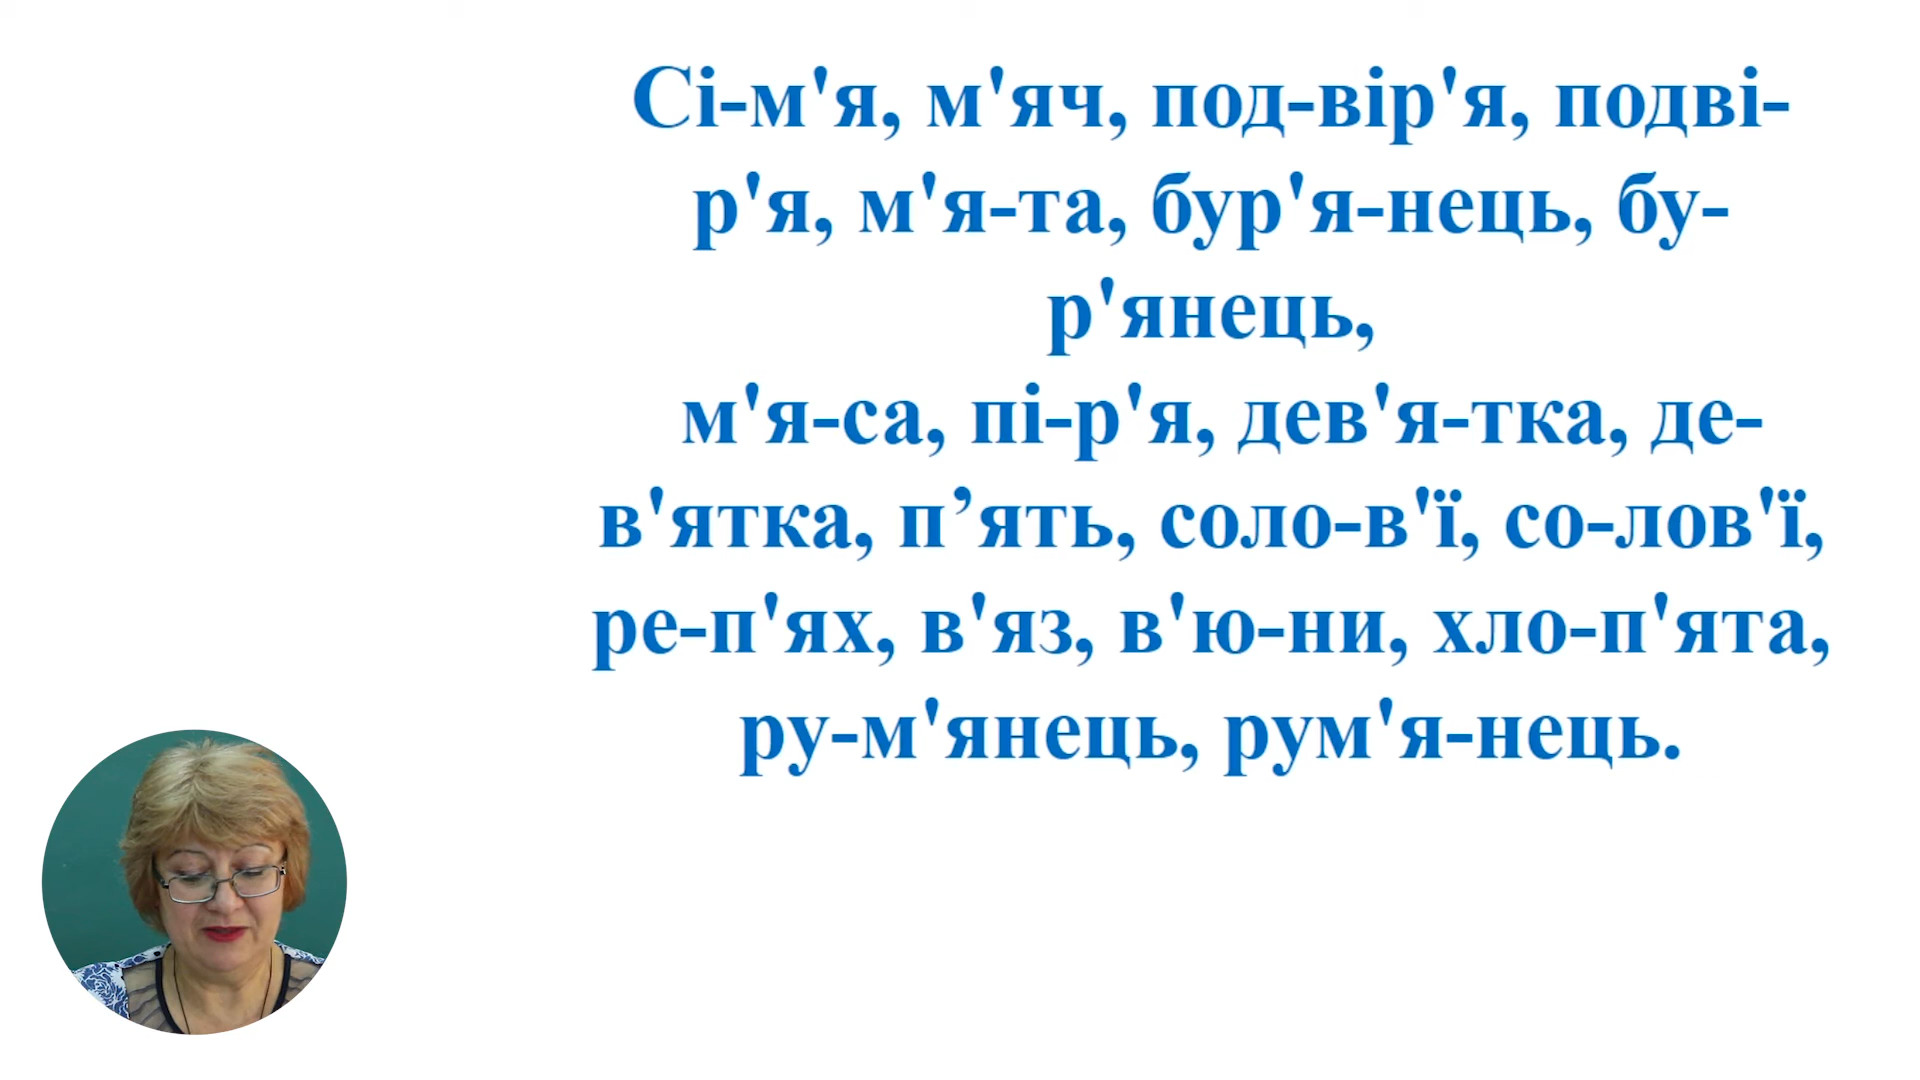 Сі-м'я, м'яч, под-вір'я, подві-
р'я, м'я-та, бур'я-нець, бу-
р'янець,
м'я-са, пі-р'я, дев'я-тка, де-
в'ятка, п’ять, соло-в'ї, со-лов'ї,
ре-п'ях, в'яз, в'ю-ни, хло-п'ята,
ру-м'янець, рум'я-нець.